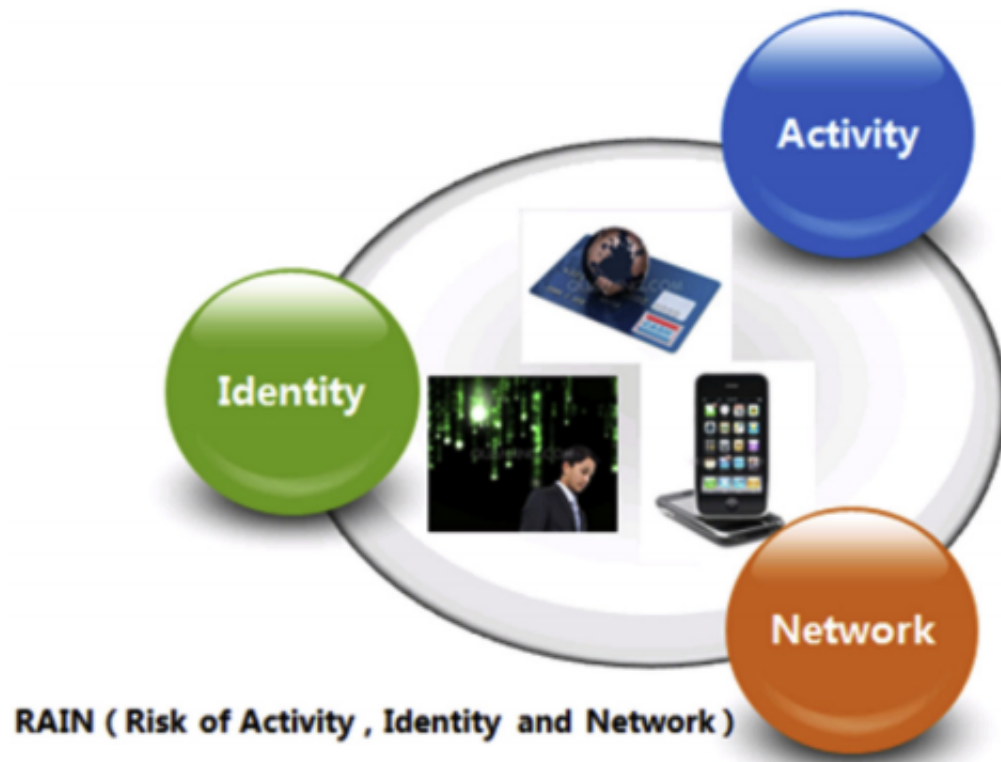 Activity
Identity
Network
RAIN ( Risk of Activity , Identity and Network )